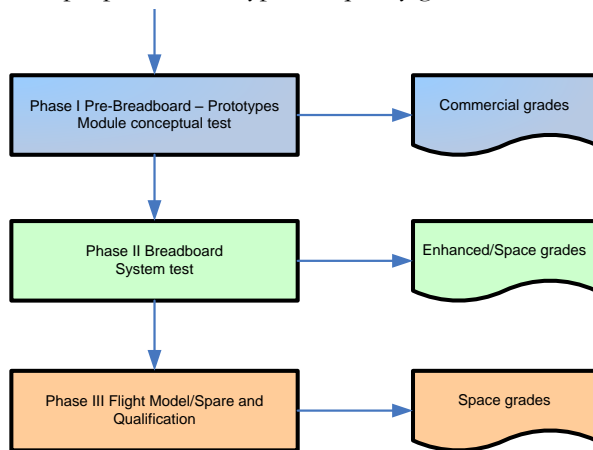 Phase I Pre-Breadboard – Prototypes
Module conceptual test
Commercial grades
Phase II Breadboard
System test
Enhanced/Space grades
Phase III Flight Model/Spare and
Qualification
Space grades